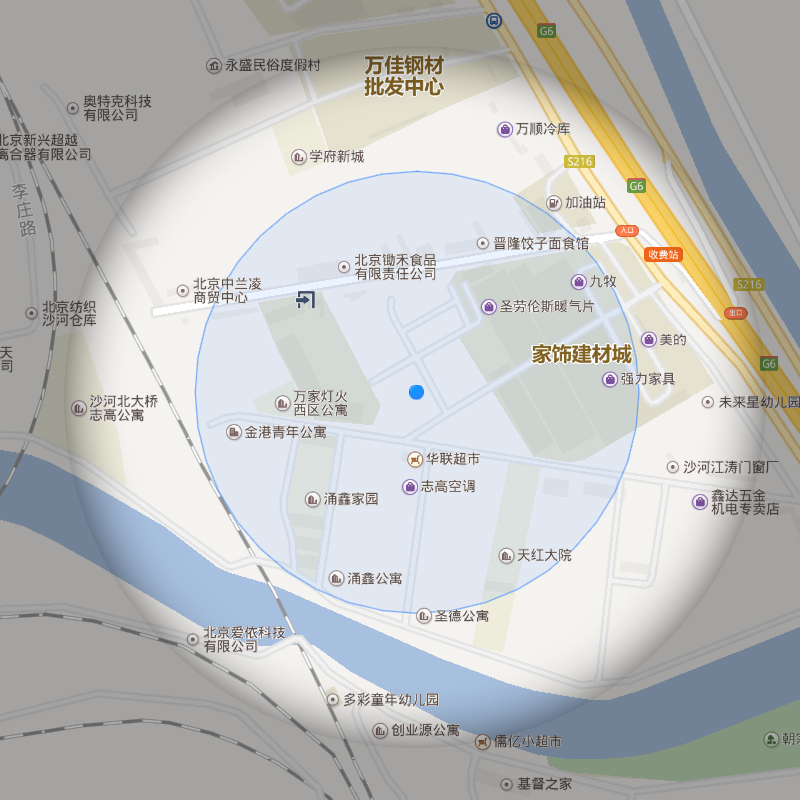 G6
永盛民俗度假村
万佳钢材
批发中心
奥特克科技
有限公司
万顺冷库
北京新兴超越
离合器有限公司
学府新城
S216
G6
李庄路
加油站
入口
晋隆饺子面食馆
收费站
北京锄禾食品
有限责任公司
北京中兰凌
商贸中心
九牧
S216
圣劳伦斯暖气片
出口
北京纺织
沙河仓库
美的
天
司
家饰建材城
G6
强力家具
万家灯火
西区公寓
沙河北大桥
志高公寓
未来星幼儿园
金港青年公寓
华联超市
沙河江涛门窗厂
志高空调
涌鑫家园
鑫达五金
机电专卖店
天红大院
涌鑫公寓
圣德公寓
北京爱依科技
有限公司
多彩童年幼儿园
创业源公寓
儒亿小超市
基督之家